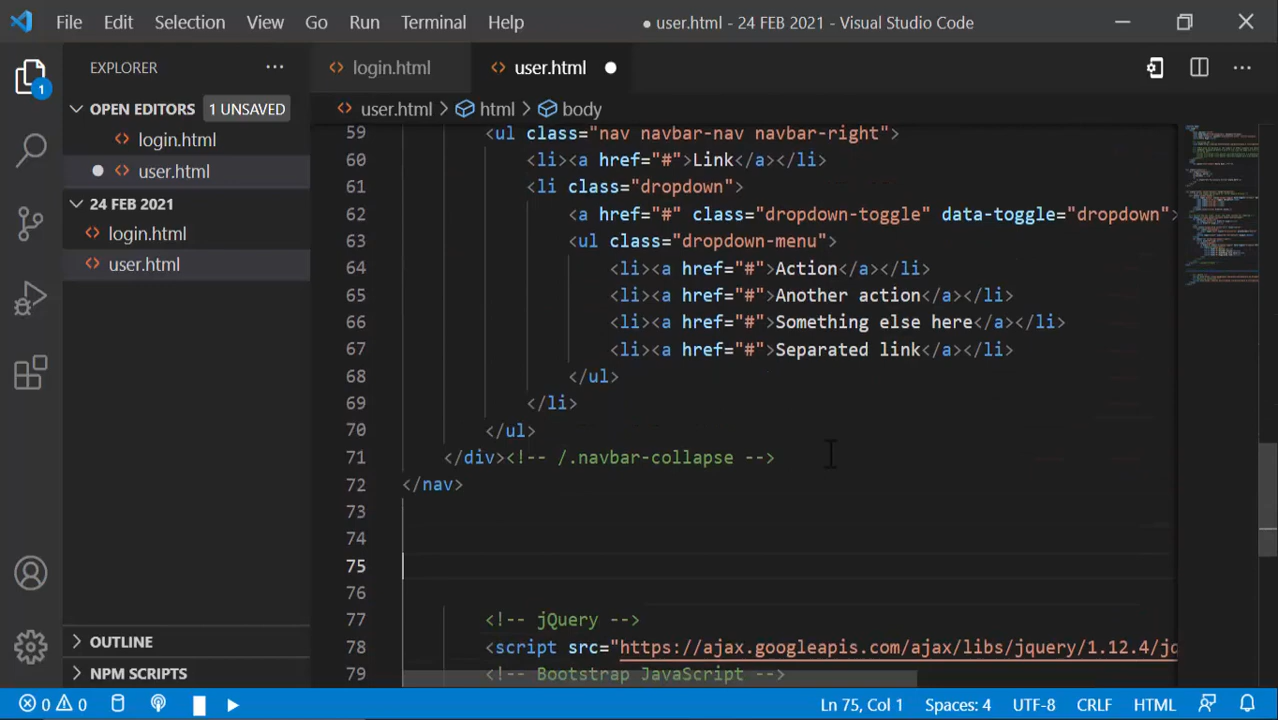 File Edit Selection View Go Run Terminal Help ● user.html - 24 FEB 2021 - Visual Studio Code
EXPLORER ···
1
OPEN EDITORS 1 UNSAVED
login.html
user.html
24 FEB 2021
login.html
user.html
OUTLINE
NPM SCRIPTS
login.html user.html
user.html > html > body
59 <ul class="nav navbar-nav navbar-right">
60 <li><a href="#">Link</a></li>
61 <li class="dropdown">
62 <a href="#" class="dropdown-toggle" data-toggle="dropdown">
63 <ul class="dropdown-menu">
64 <li><a href="#">Action</a></li>
65 <li><a href="#">Another action</a></li>
66 <li><a href="#">Something else here</a></li>
67 <li><a href="#">Separated link</a></li>
68 </ul>
69 </li>
70 </ul>
71 </div><!-- /.navbar-collapse -->
72 </nav>
73
74
75
76
77 <!-- jQuery -->
78 <script src="https://ajax.googleapis.com/ajax/libs/jquery/1.12.4/jq
79 <!-- Bootstrap JavaScript -->
0 0 Ln 75, Col 1 Spaces: 4 UTF-8 CRLF HTML